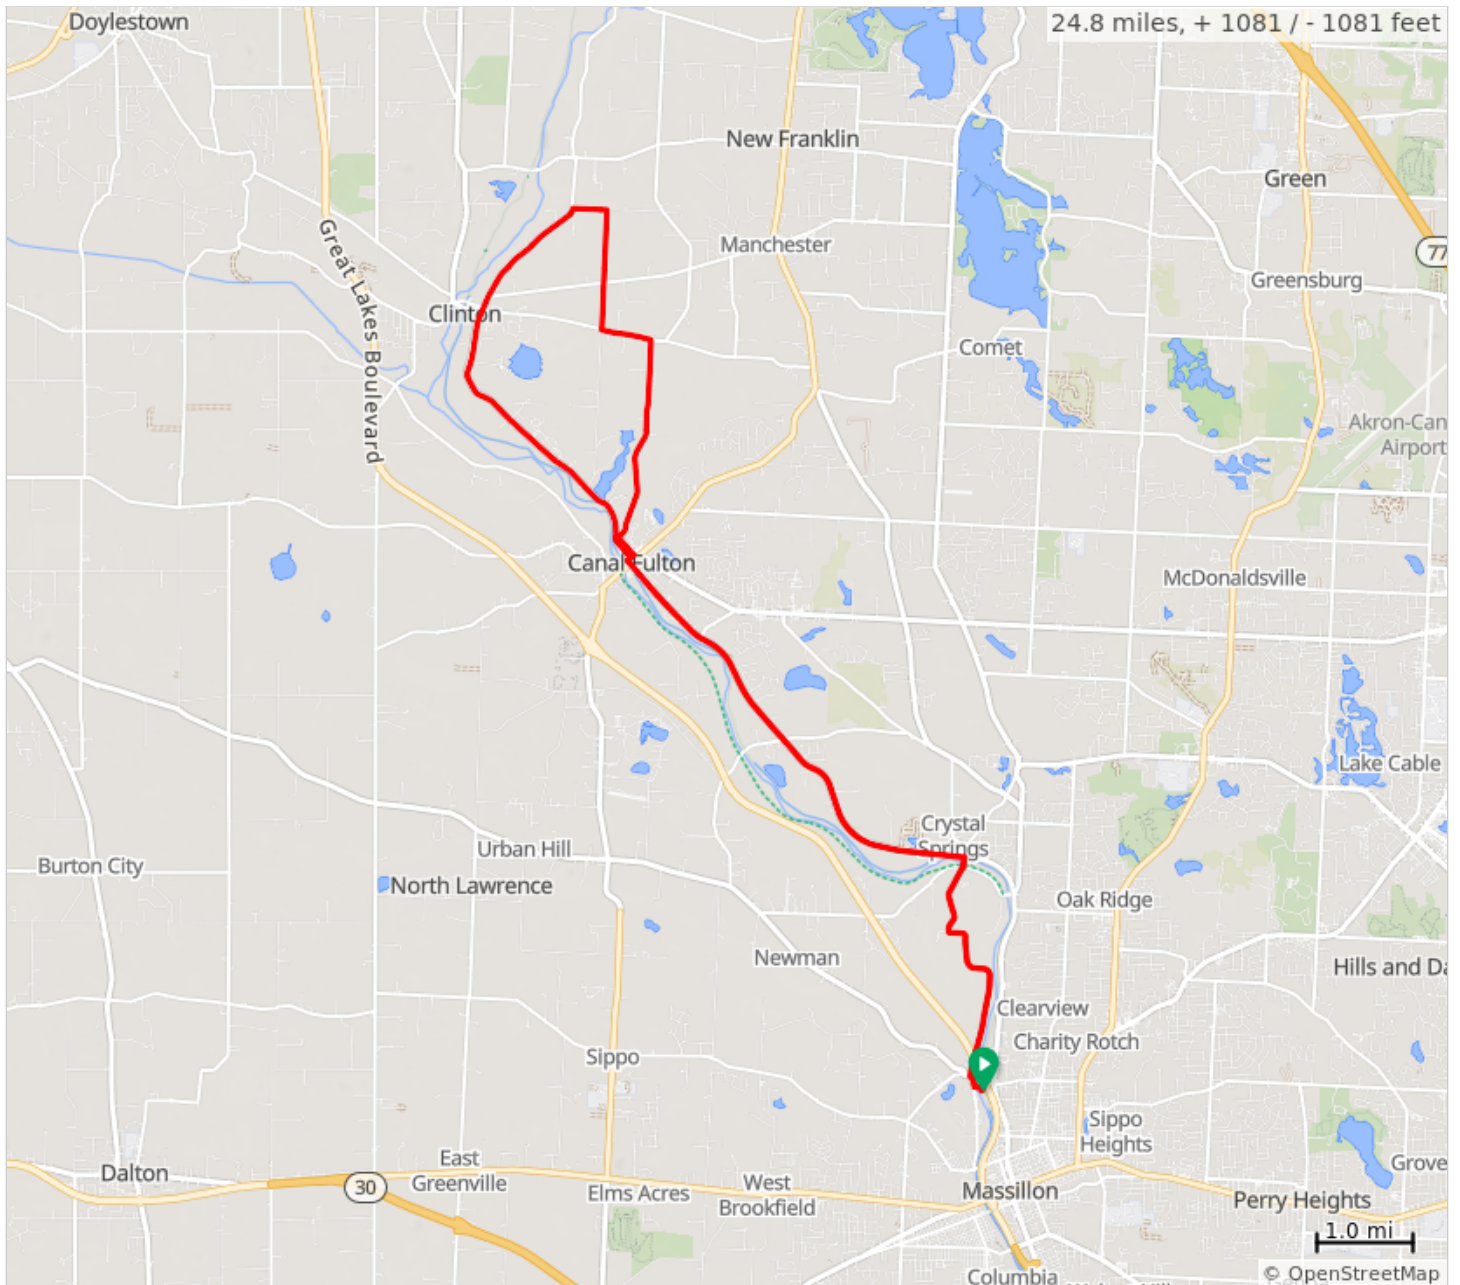 Doylestown
24.8 miles, + 1081 / - 1081 feet
New Franklin
Green
Great Lakes Boulevard
Manchester
77
Greensburg
Clinton
Comet
Akron-Can
Airport
Canal Fulton
McDonaldsville
Lake Cable
Crystal
Springs
Urban Hill
Burton City
North Lawrence
Oak Ridge
Newman
Hills and Da
Clearview
Charity Rotch
Sippo
Sippo
Heights
Dalton
East
Greenville
30
Elms Acres
West
Brookfield
Massillon
Grove
Perry Heights
1.0 mi
Columbia
© OpenStreetMap